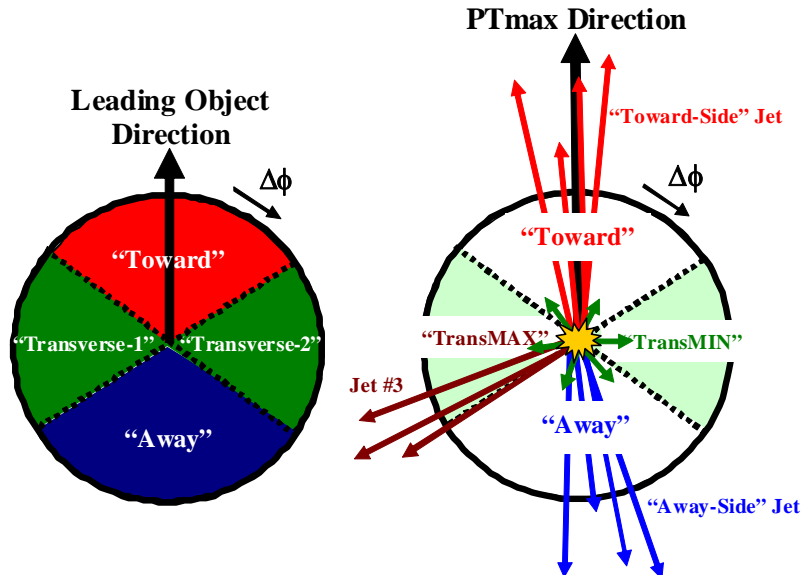 Leading Object
Direction
Δϕ
“Toward”
“Transverse-1” “Transverse-2”
“Away”
PTmax Direction
“Toward-Side” Jet
Δϕ
“Toward”
“TransMAX” “TransMIN”
Jet #3
“Away”
“Away-Side” Jet